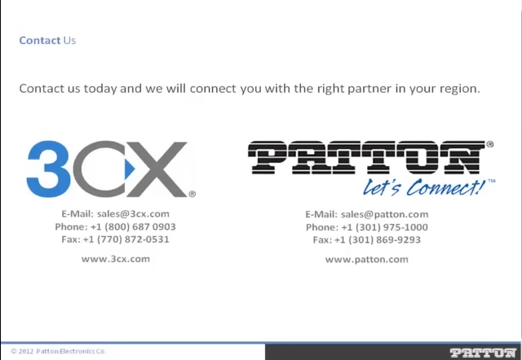 Contact Us
Contact us today and we will connect you with the right partner in your region.
3CX®
E-Mail: sales@3cx.com
Phone: +1 (800) 687 0903
Fax: +1 (770) 872-0531
www.3cx.com
PATTON®
Let's Connect!™
E-Mail: sales@patton.com
Phone: +1 (301) 975-1000
Fax: +1 (301) 869-9293
www.patton.com
© 2012 Patton Electronics Co.
PATTON